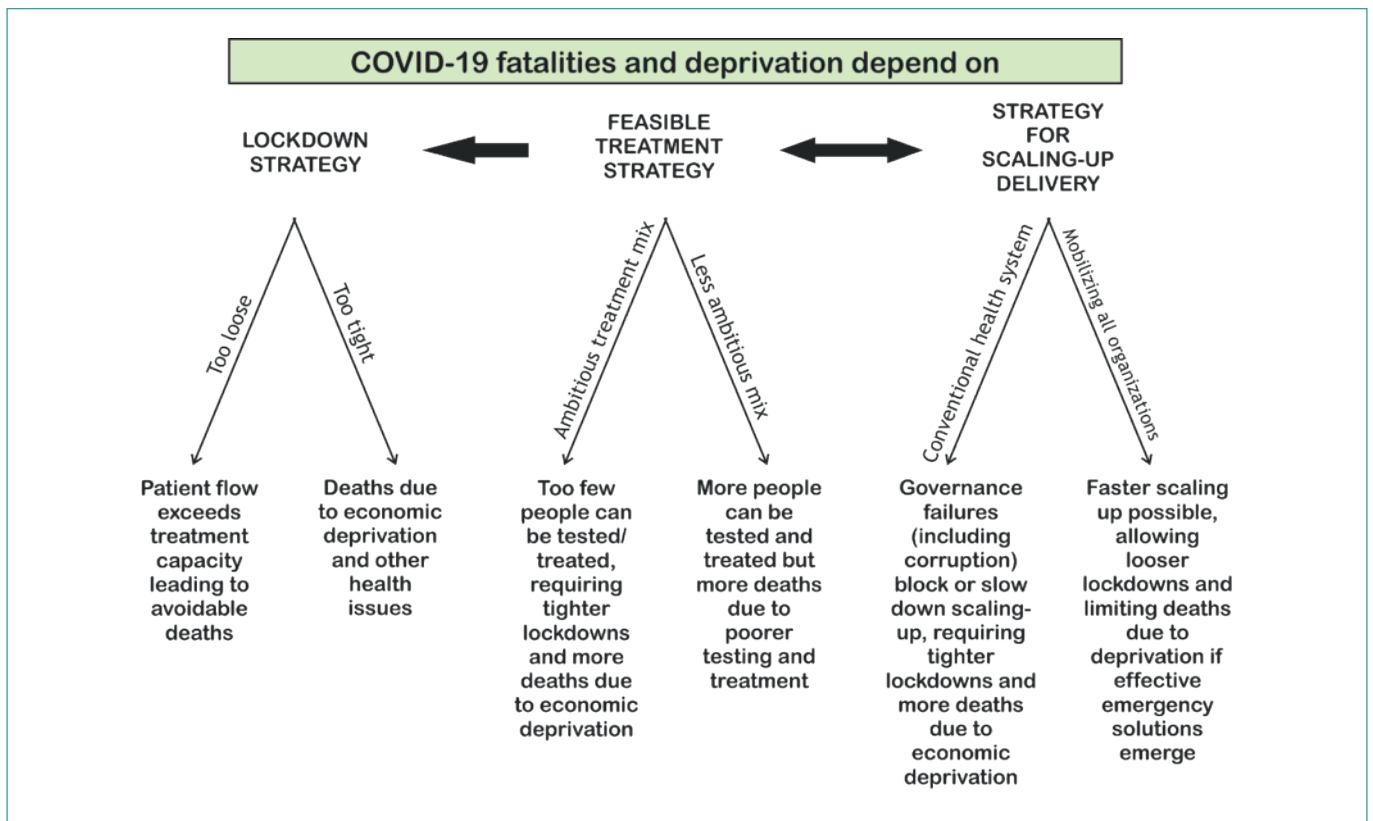 COVID-19 fatalities and deprivation depend on
LOCKDOWN
STRATEGY
FEASIBLE
TREATMENT
STRATEGY
STRATEGY
FOR
SCALING-UP
DELIVERY
Too loose
Too tight
Ambitious treatment mix
Less ambitious mix
Conventional health system
Mobilizing all organizations
Patient flow
exceeds
treatment
capacity
leading to
avoidable
deaths
Deaths due
to economic
deprivation
and other
health
issues
Too few
people can
be tested/
treated,
requiring
tighter
lockdowns
and more
deaths due
to economic
deprivation
More people
can be
tested and
treated but
more deaths
due to
poorer
testing and
treatment
Governance
failures
(including
corruption)
block or slow
down scaling-
up, requiring
tighter
lockdowns and
more deaths
due to
economic
deprivation
Faster scaling
up possible,
allowing
looser
lockdowns and
limiting deaths
due to
deprivation if
effective
emergency
solutions
emerge